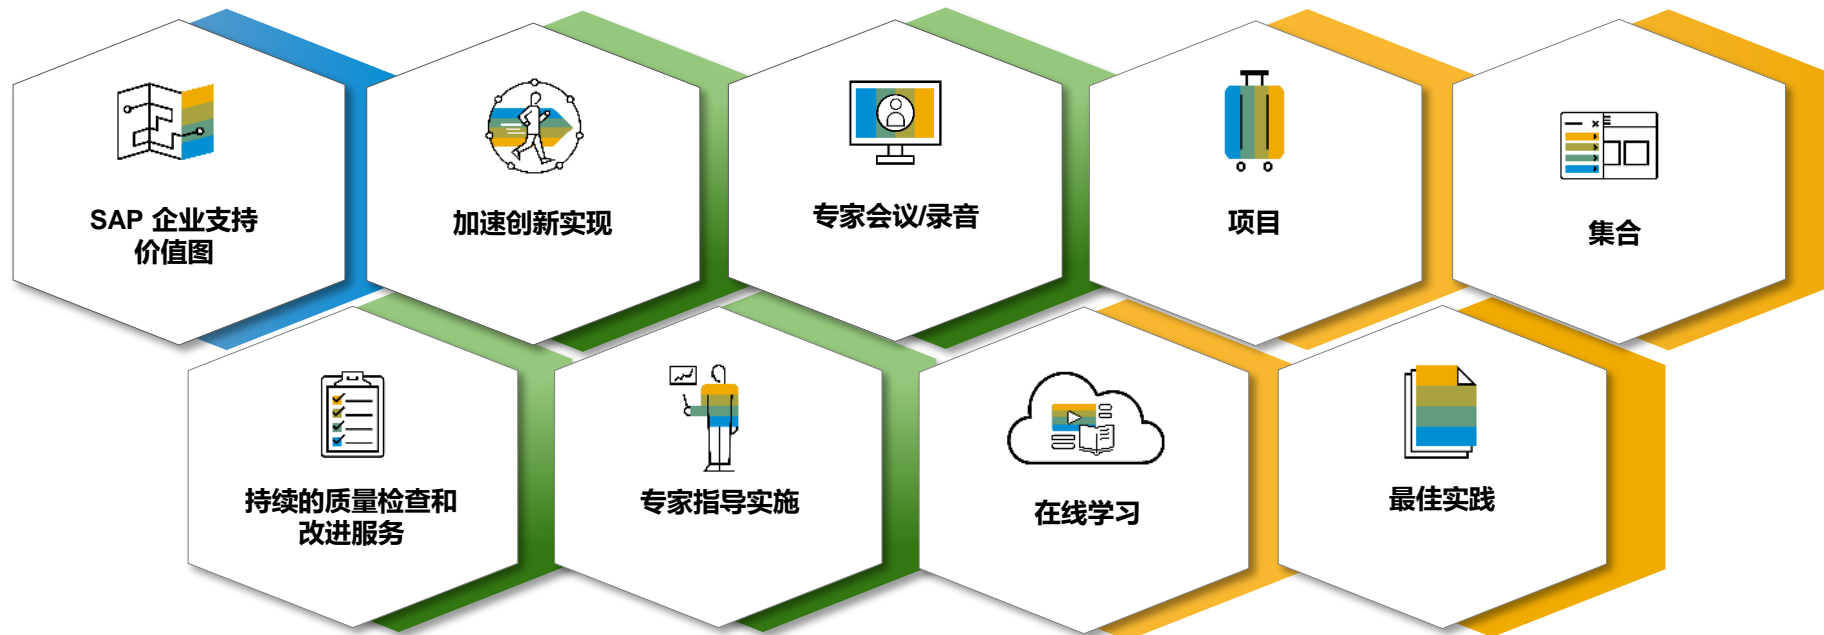 SAP 企业支持
价值图
加速创新实现
专家会议/录音
项目
集合
持续的质量检查和
改进服务
专家指导实施
在线学习
最佳实践